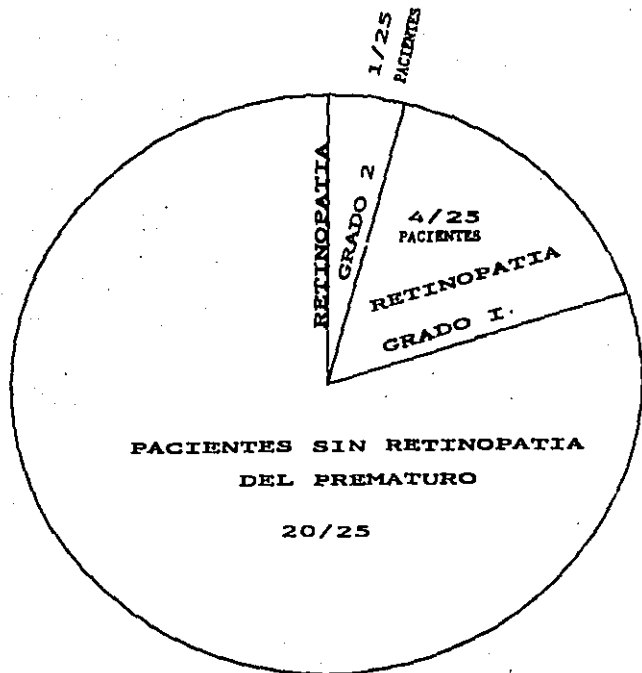 1/25
PACIENTES
RETINOPATIA
GRADO 2
4/25
PACIENTES
RETINOPATIA
GRADO I.
PACIENTES SIN RETINOPATIA
DEL PREMATURO
20/25